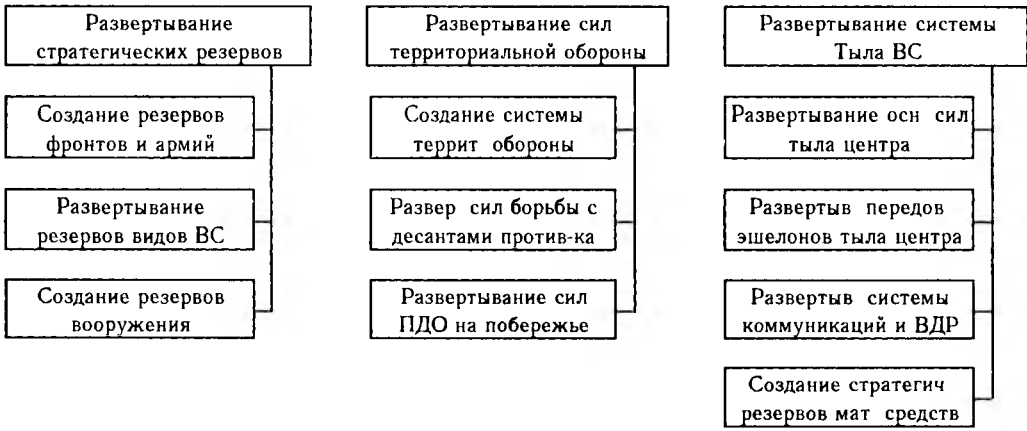 Развертывание
стратегических резервов
Создание резервов
фронтов и армий
Развертывание
резервов видов ВС
Создание резервов
вооружения
Развертывание сил
территориальной обороны
Создание системы
террит обороны
Развер сил борьбы с
десантами против-ка
Развертывание сил
ПДО на побережье
Развертывание системы
Тыла ВС
Развертывание осн сил
тыла центра
Развертыв передов
эшелонов тыла центра
Развертыв системы
коммуникаций и ВДР
Создание стратегич
резервов мат средств